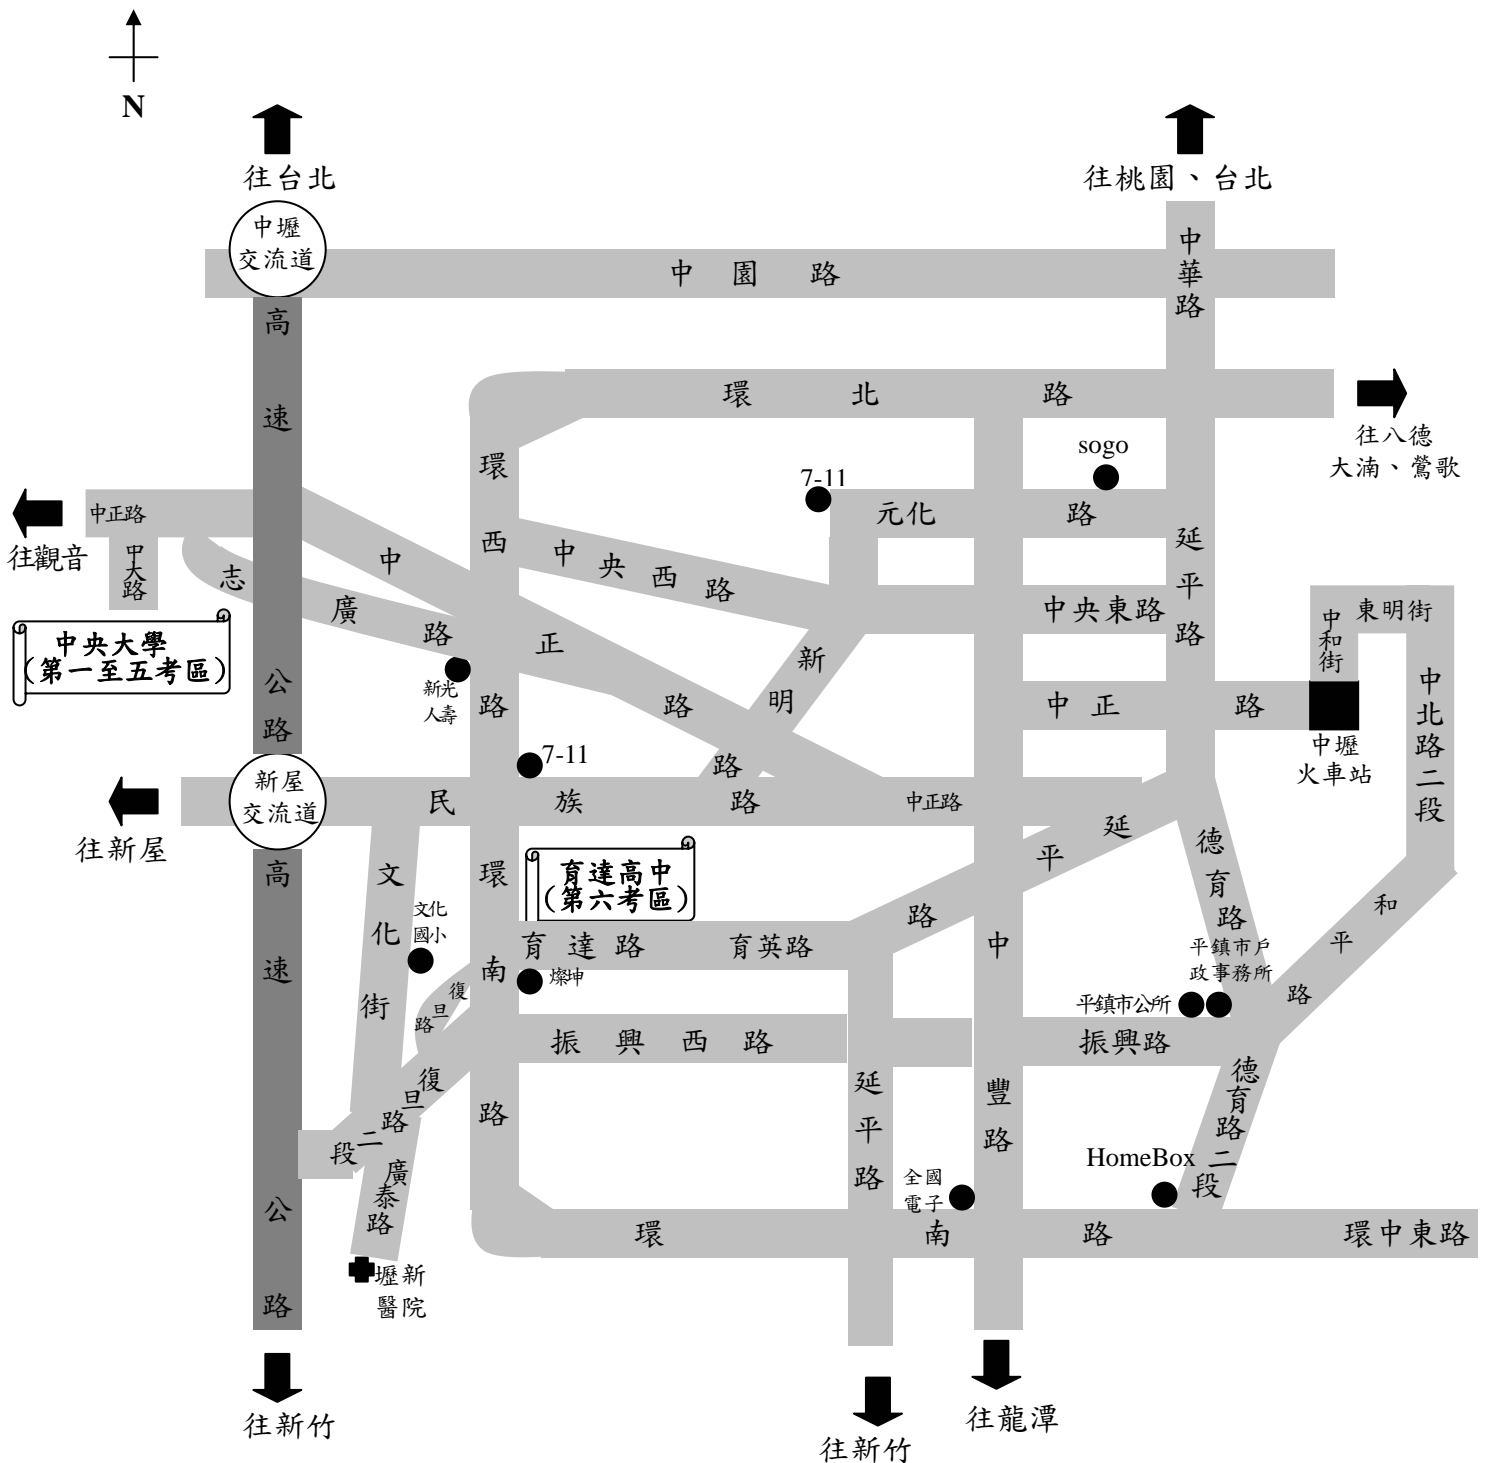 N
往台北
往桃園、台北
中壢
交流道
中園路
中華路
高速公路
環北路
往八德
大湳、鶯歌
sogo
7-11
元化路
中正路
往觀音
中大路
中央大學
(第一至五考區)
志廣路
中正路
環西路
中央西路
延平路
中央東路
新明路
新光
人壽
中正路
中和街
東明街
中北路二段
中壢
火車站
7-11
新屋
交流道
往新屋
民族路
中正路
延平路
育達高中
(第六考區)
高速公路
文化街
文化
國小
環南路
育達路
育英路
燦坤
復旦路
振興西路
中豐路
德育路
平鎮市戶
政事務所
平鎮市公所
和平路
振興路
德育路二段
復旦路二段
廣泰路
壢新
醫院
延平路
全國
電子
HomeBox
環南路
環中東路
往新竹
往新竹
往龍潭